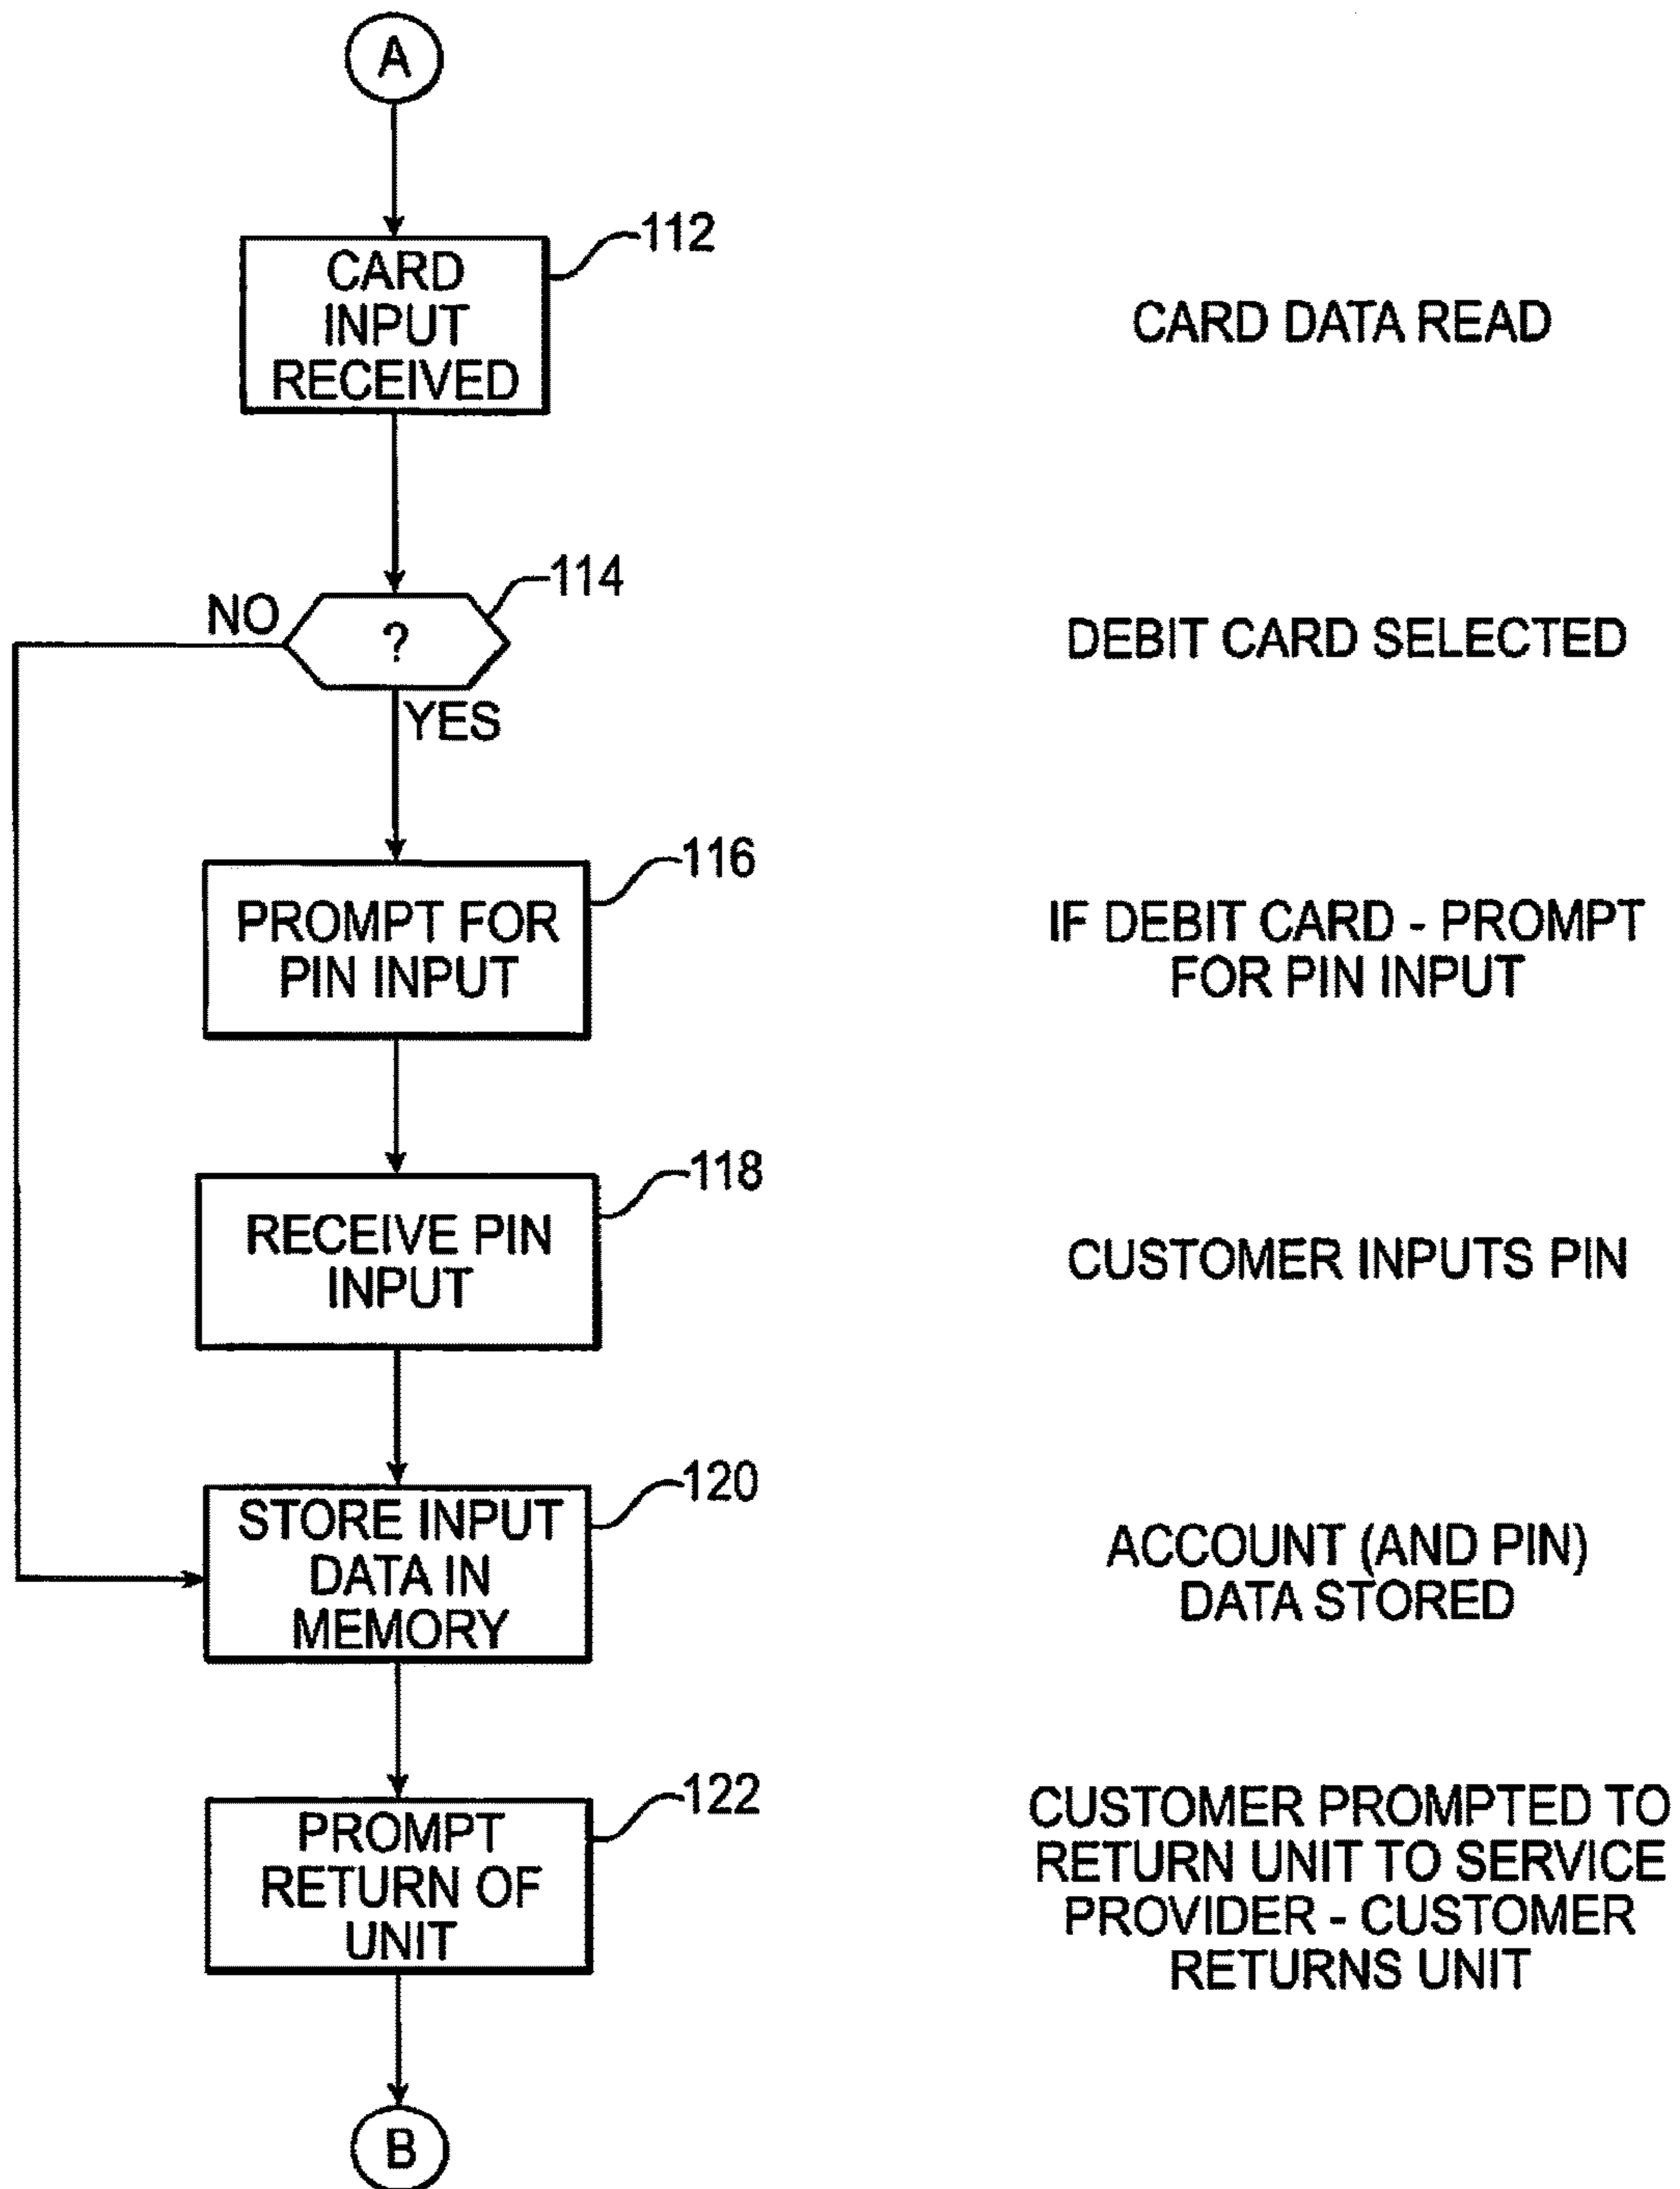 A
112
CARD
INPUT
RECEIVED
CARD DATA READ
114
NO
?
DEBIT CARD SELECTED
YES
116
PROMPT FOR
PIN INPUT
IF DEBIT CARD - PROMPT
FOR PIN INPUT
118
RECEIVE PIN
INPUT
CUSTOMER INPUTS PIN
120
STORE INPUT
DATA IN
MEMORY
ACCOUNT (AND PIN)
DATA STORED
122
PROMPT
RETURN OF
UNIT
CUSTOMER PROMPTED TO
RETURN UNIT TO SERVICE
PROVIDER - CUSTOMER
RETURNS UNIT
B